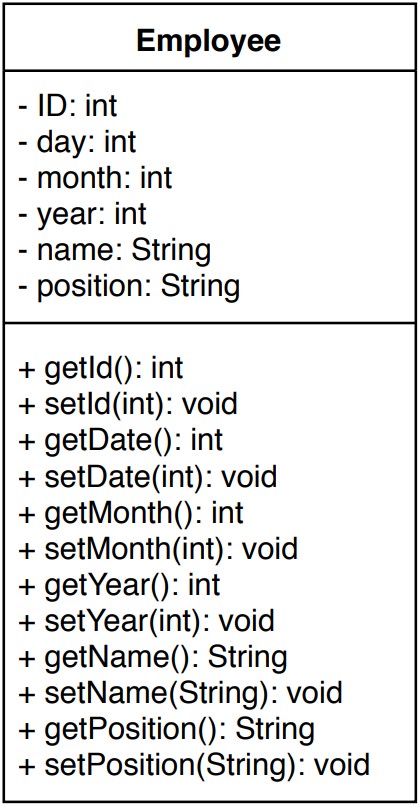 Employee
- ID: int
- day: int
- month: int
- year: int
- name: String
- position: String
+ getId(): int
+ setId(int): void
+ getDate(): int
+ setDate(int): void
+ getMonth(): int
+ setMonth(int): void
+ getYear(): int
+ setYear(int): void
+ getName(): String
+ setName(String): void
+ getPosition(): String
+ setPosition(String): void